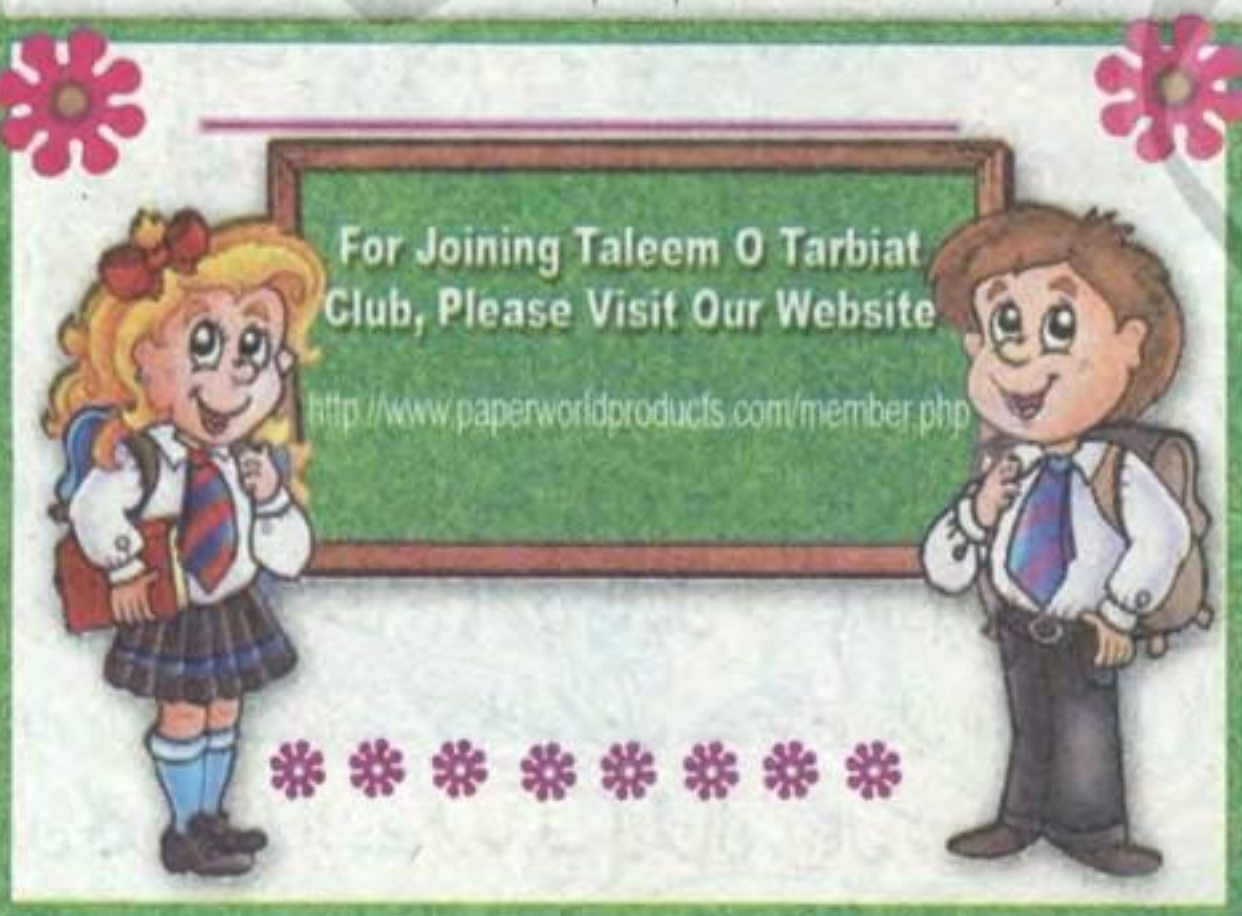 For Joining Taleem O Tarbiat
Club, Please Visit Our Website
http://www.paperworldproducts.com/member.php